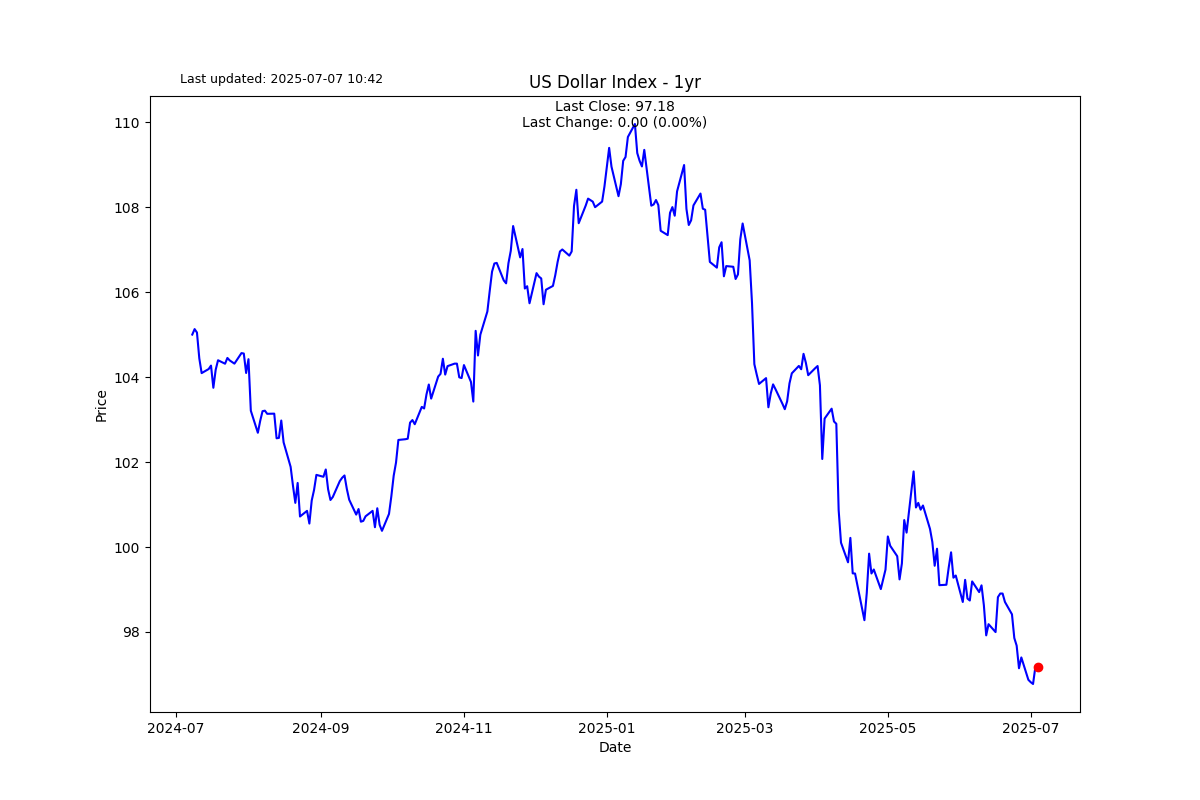 Last updated: 2025-07-07 10:42
US Dollar Index - 1yr
Last Close: 97.18
Last Change: 0.00 (0.00%)
110
108
106
104
102
100
98
Price
2024-07
2024-09
2024-11
2025-01
2025-03
2025-05
2025-07
Date